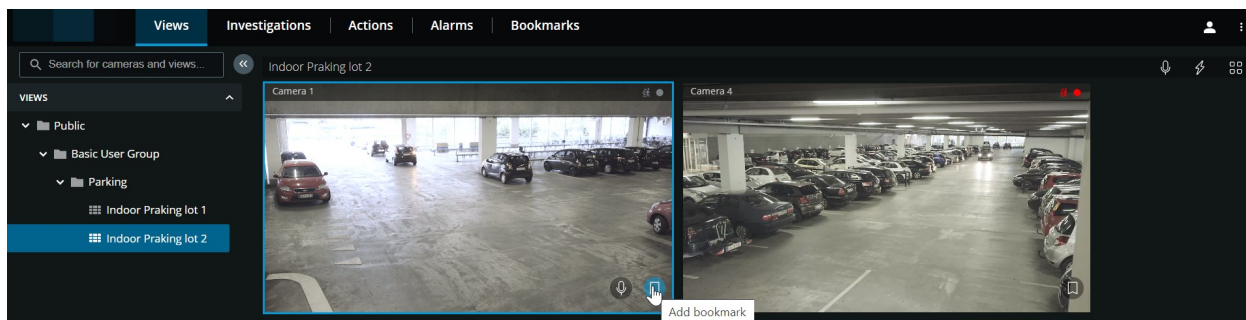 Views Investigations Actions Alarms Bookmarks
Search for cameras and views...
Indoor Praking lot 2
VIEWS
Camera 1
Camera 4
Public
Basic User Group
Parking
Indoor Praking lot 1
Indoor Praking lot 2
Add bookmark